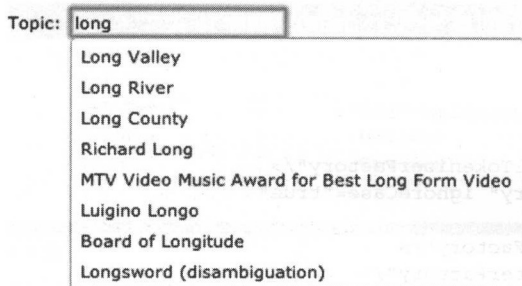 Topic: long
Long Valley
Long River
Long County
Richard Long
MTV Video Music Award for Best Long Form Video
Luigino Longo
Board of Longitude
Longsword (disambiguation)